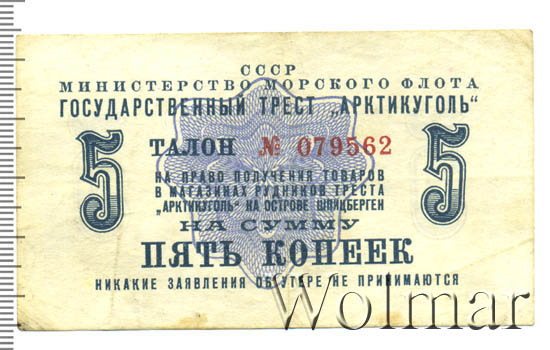 СССР
МИНИСТЕРСТВО МОРСКОГО ФЛОТА
ГОСУДАРСТВЕННЫЙ ТРЕСТ „АРКТИКУГОЛЬ“
5 ТАЛОН № 079562 5
НА ПРАВО ПОЛУЧЕНИЯ ТОВАРОВ
В МАГАЗИНАХ РУДНИКОВ ТРЕСТА
„АРКТИКУГОЛЬ“ НА ОСТРОВЕ ШПИЦБЕРГЕН
НА СУММУ
ПЯТЬ КОПЕЕК
НИКАКИЕ ЗАЯВЛЕНИЯ ОБ УТЕРЕ НЕ ПРИНИМАЮТСЯ
Wolmar